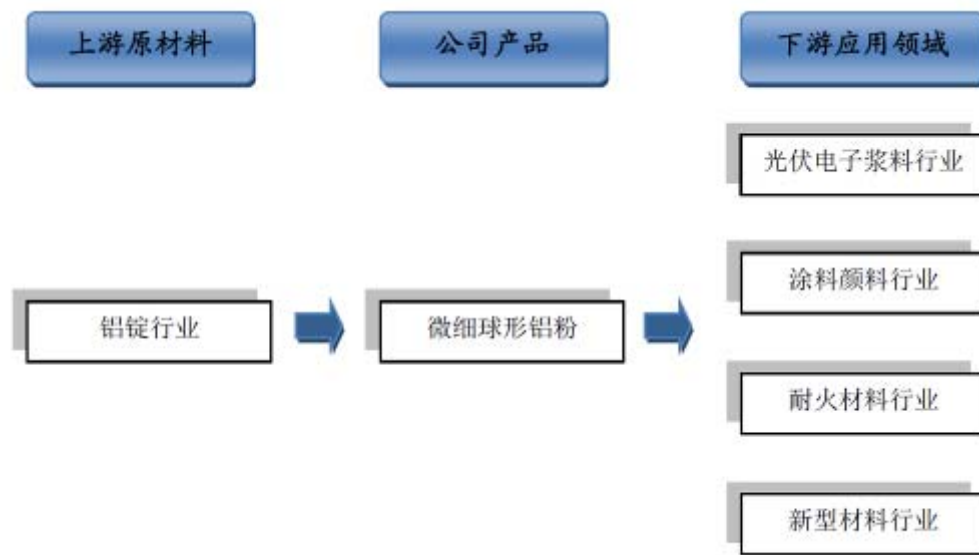 上游原材料
公司产品
下游应用领域
光伏电子浆料行业
涂料颜料行业
铝锭行业
微细球形铝粉
耐火材料行业
新型材料行业